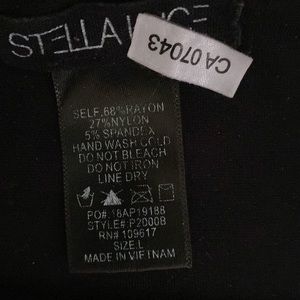 STELLA
CA 07043
SELF, 68%RAYON
27%NYLON
5% SPANDEX
HAND WASH COLD
DO NOT BLEACH
DO NOT IRON
LINE DRY
PO#: 18AP19188
STYLE# P2000B
RN# 109617
SIZE:L
MADE IN VIETNAM